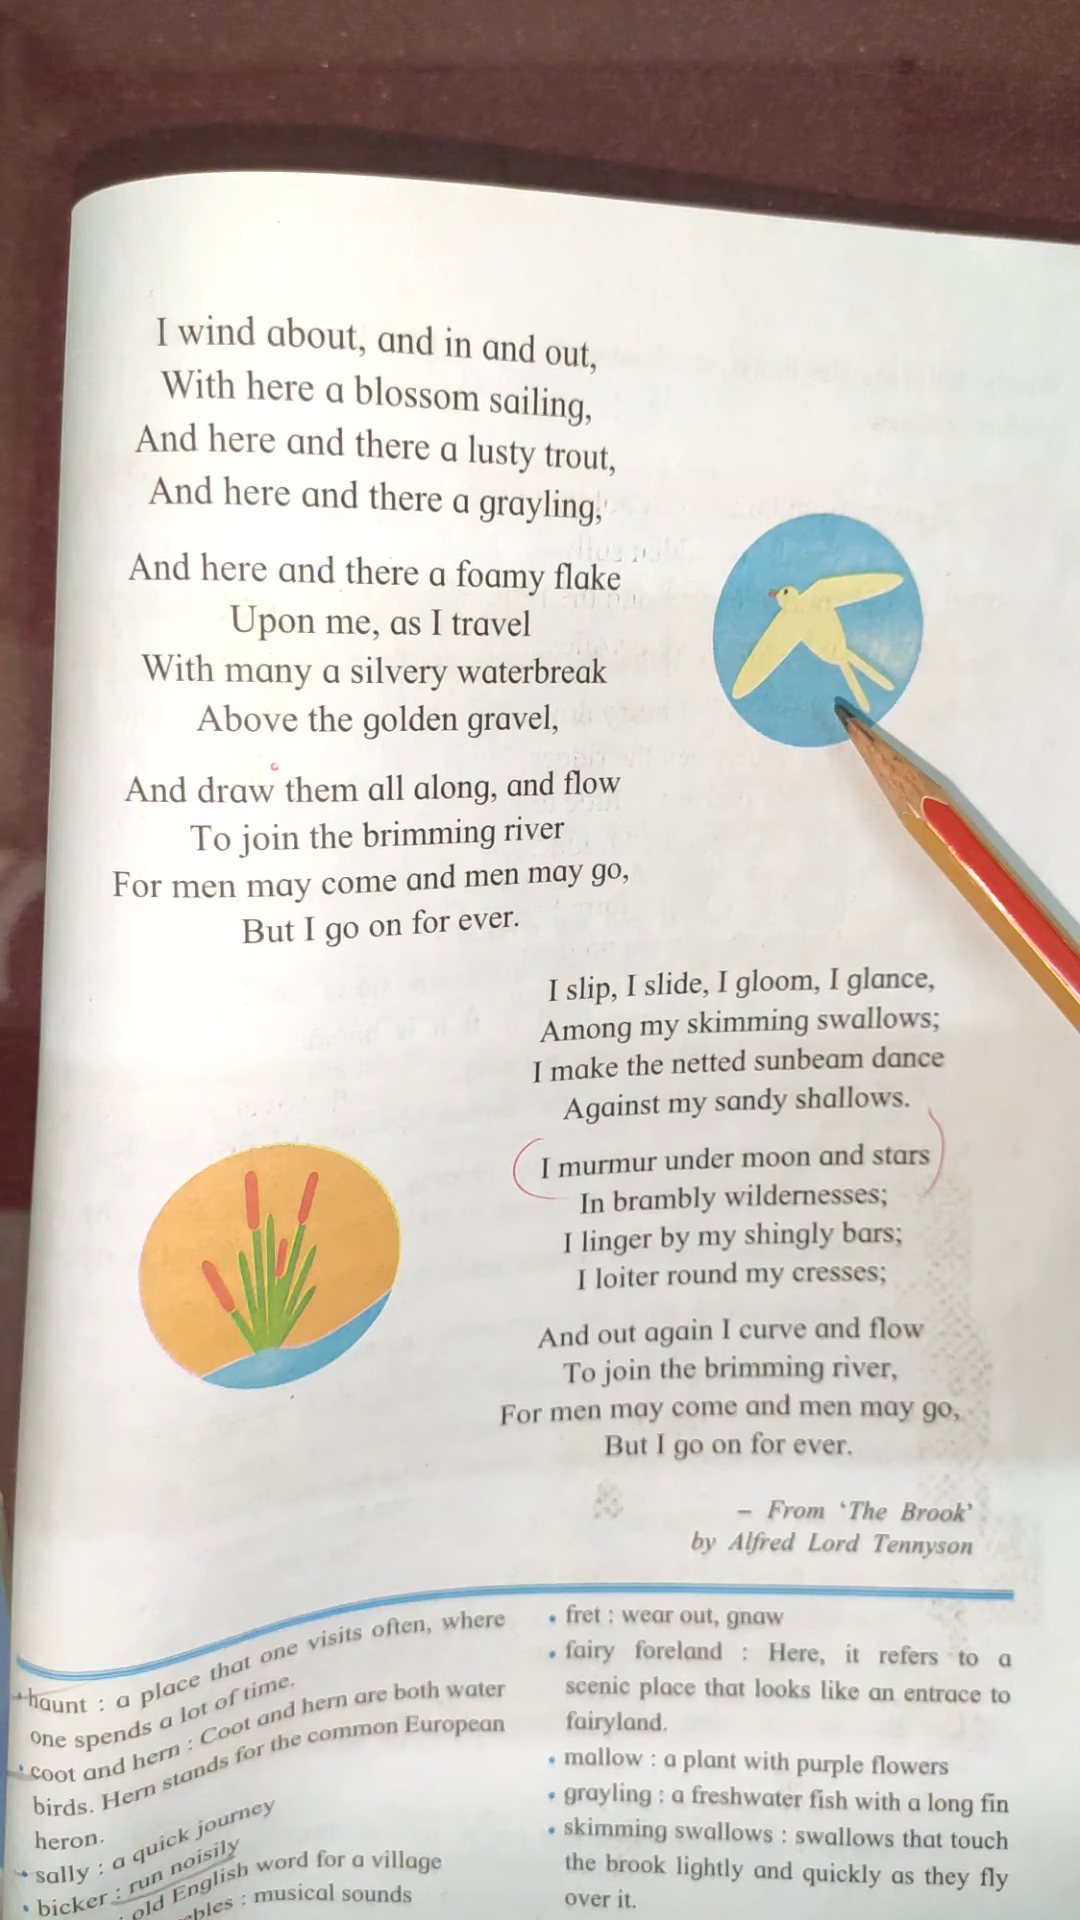 I wind about, and in and out,
With here a blossom sailing,
And here and there a lusty trout,
And here and there a grayling,
And here and there a foamy flake
Upon me, as I travel
With many a silvery waterbreak
Above the golden gravel,
And draw them all along, and flow
To join the brimming river
For men may come and men may go,
But I go on for ever.
I slip, I slide, I gloom, I glance,
Among my skimming swallows;
I make the netted sunbeam dance
Against my sandy shallows.
I murmur under moon and stars
In brambly wildernesses;
I linger by my shingly bars;
I loiter round my cresses;
And out again I curve and flow
To join the brimming river,
For men may come and men may go,
But I go on for ever.
– From ‘The Brook’
by Alfred Lord Tennyson
haunt : a place that one visits often, where
one spends a lot of time.
• coot and hern : Coot and hern are both water
birds. Hern stands for the common European
heron.
• sally : a quick journey
• bicker : run noisily
old English word for a village
: musical sounds
• fret : wear out, gnaw
• fairy foreland : Here, it refers to a
scenic place that looks like an entrace to
fairyland.
• mallow : a plant with purple flowers
• grayling : a freshwater fish with a long fin
• skimming swallows : swallows that touch
the brook lightly and quickly as they fly
over it.